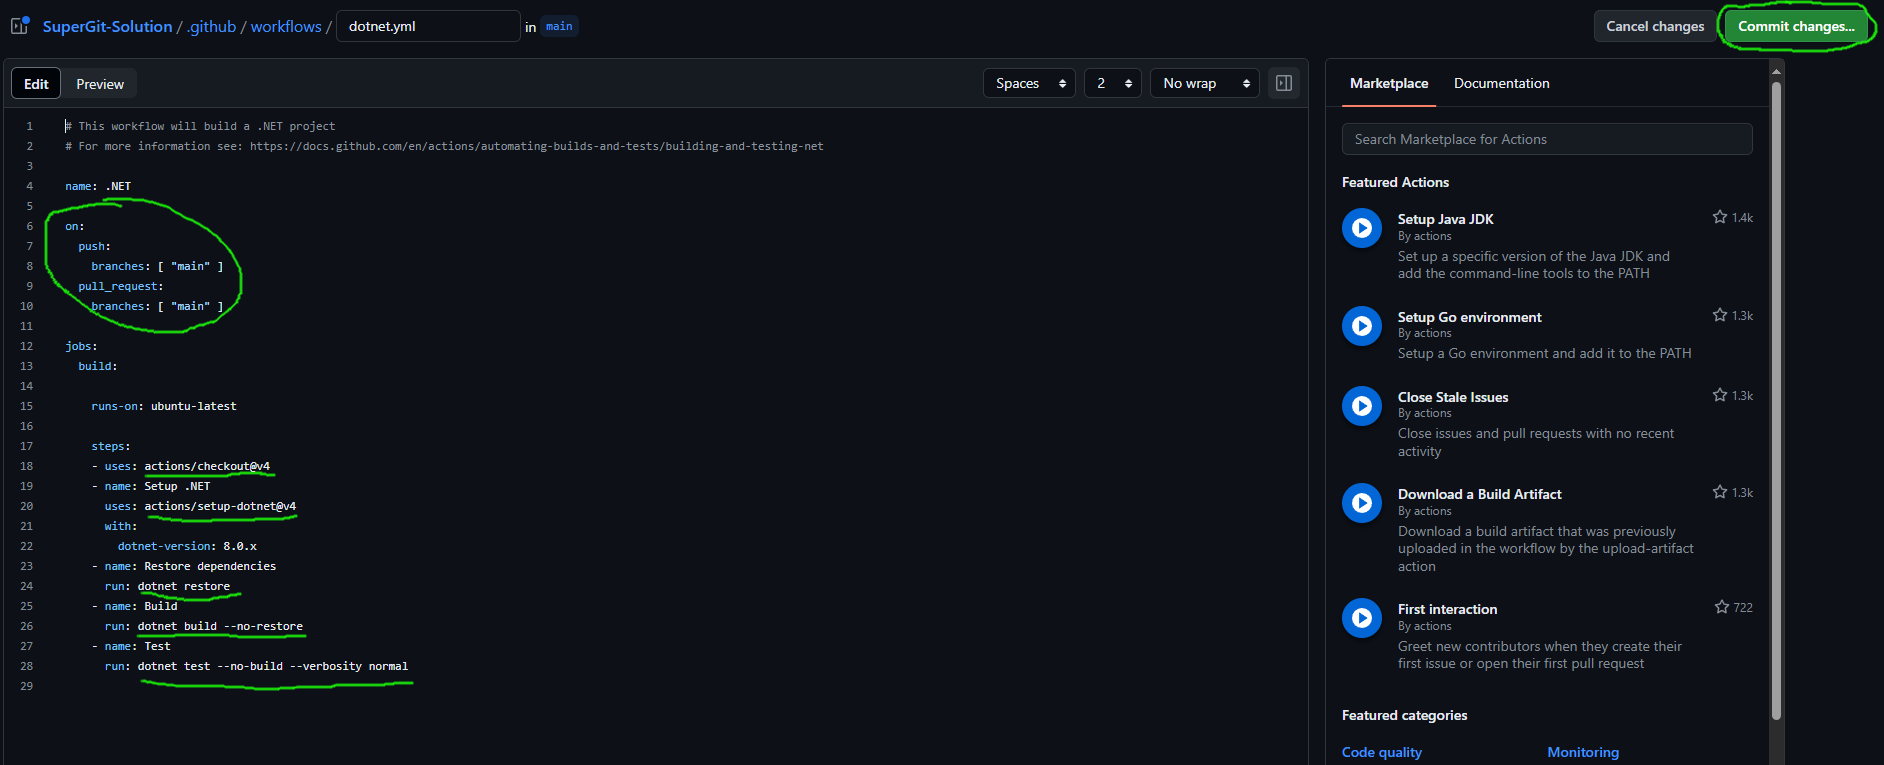 SuperGit-Solution / .github / workflows / dotnet.yml in main
Cancel changes
Commit changes...
Edit
Preview
Spaces
2
No wrap
1 # This workflow will build a .NET project
2 # For more information see: https://docs.github.com/en/actions/automating-builds-and-tests/building-and-testing-net
3
4 name: .NET
5
6 on:
7 push:
8 branches: [ "main" ]
9 pull_request:
10 branches: [ "main" ]
11
12 jobs:
13 build:
14
15 runs-on: ubuntu-latest
16
17 steps:
18 - uses: actions/checkout@v4
19 - name: Setup .NET
20 uses: actions/setup-dotnet@v4
21 with:
22 dotnet-version: 8.0.x
23 - name: Restore dependencies
24 run: dotnet restore
25 - name: Build
26 run: dotnet build --no-restore
27 - name: Test
28 run: dotnet test --no-build --verbosity normal
29
Marketplace
Documentation
Search Marketplace for Actions
Featured Actions
Setup Java JDK
1.4k
By actions
Set up a specific version of the Java JDK and
add the command-line tools to the PATH
Setup Go environment
1.3k
By actions
Setup a Go environment and add it to the PATH
Close Stale Issues
1.3k
By actions
Close issues and pull requests with no recent
activity
Download a Build Artifact
1.3k
By actions
Download a build artifact that was previously
uploaded in the workflow by the upload-artifact
action
First interaction
722
By actions
Greet new contributors when they create their
first issue or open their first pull request
Featured categories
Code quality
Monitoring